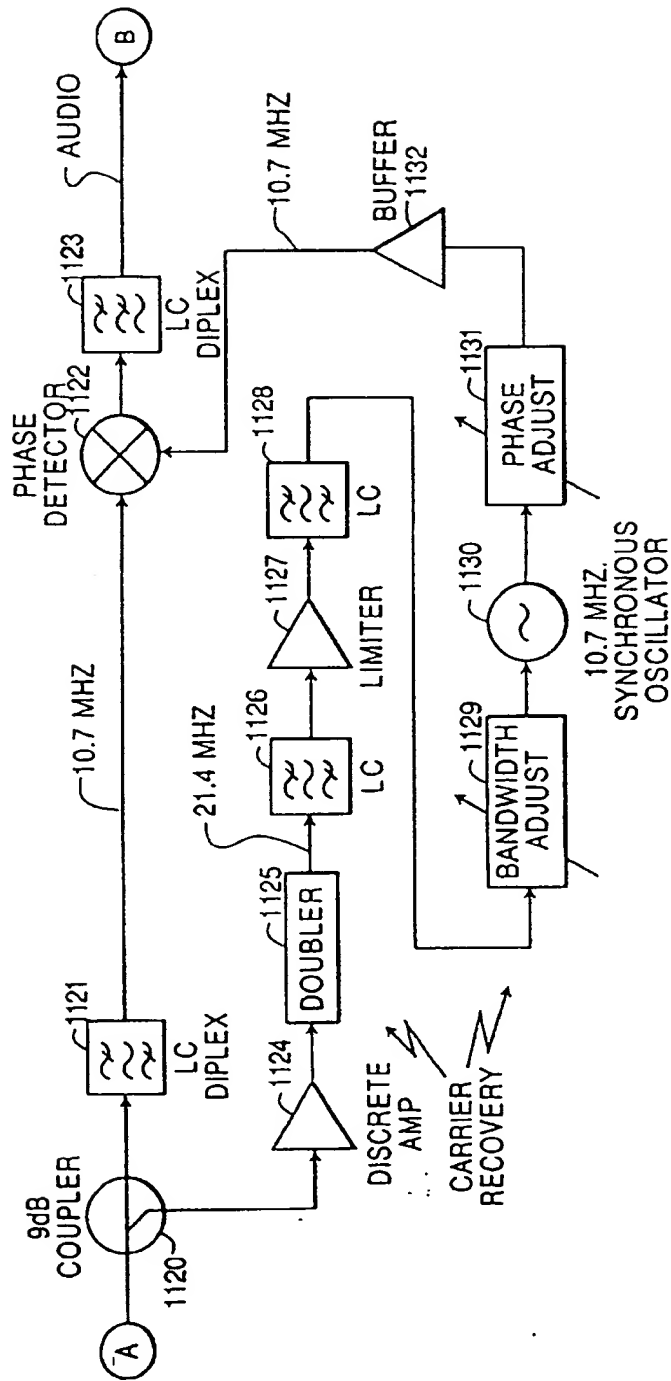 A
9dB
COUPLER
1120
1121
LC
DIPLEX
10.7 MHZ
PHASE
DETECTOR
1122
1123
LC
DIPLEX
AUDIO
B
1124
DISCRETE
AMP
1125
DOUBLER
21.4 MHZ
1126
LC
1127
LIMITER
1128
LC
10.7 MHZ
BUFFER
1132
CARRIER
RECOVERY
1129
BANDWIDTH
ADJUST
1130
10.7 MHZ.
SYNCHRONOUS
OSCILLATOR
1131
PHASE
ADJUST